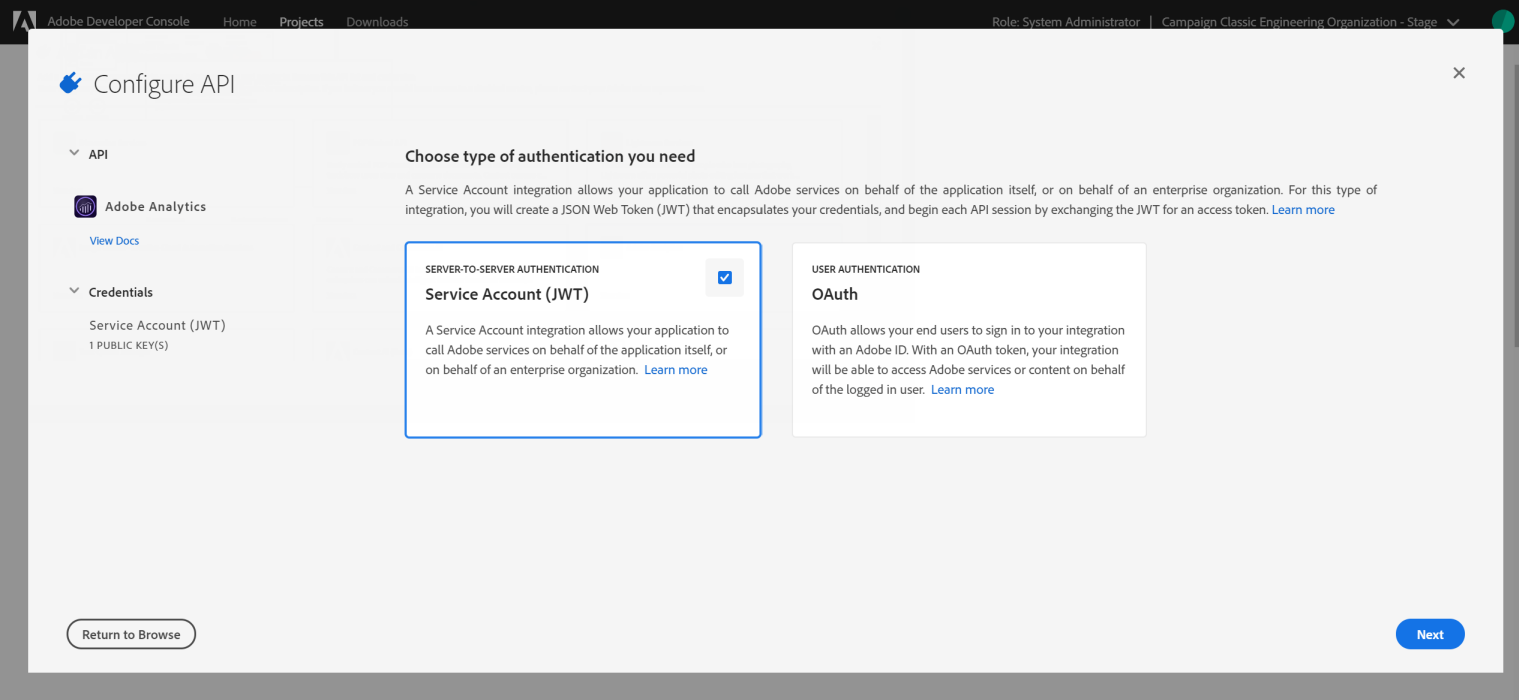 Adobe Developer Console Home Projects Downloads Role: System Administrator | Campaign Classic Engineering Organization - Stage
Configure API
API
Adobe Analytics
View Docs
Credentials
Service Account (JWT)
1 PUBLIC KEY(S)
Choose type of authentication you need
A Service Account integration allows your application to call Adobe services on behalf of the application itself, or on behalf of an enterprise organization. For this type of
integration, you will create a JSON Web Token (JWT) that encapsulates your credentials, and begin each API session by exchanging the JWT for an access token. Learn more
SERVER-TO-SERVER AUTHENTICATION
Service Account (JWT)
A Service Account integration allows your application to
call Adobe services on behalf of the application itself, or
on behalf of an enterprise organization. Learn more
USER AUTHENTICATION
OAuth
OAuth allows your end users to sign in to your integration
with an Adobe ID. With an OAuth token, your integration
will be able to access Adobe services or content on behalf
of the logged in user. Learn more
Return to Browse
Next